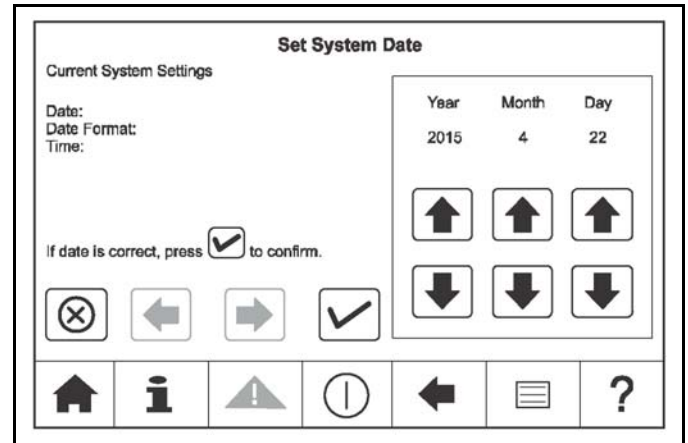 Set System Date
Current System Settings
Date:
Date Format:
Time:
Year Month Day
2015 4 22
If date is correct, press to confirm.